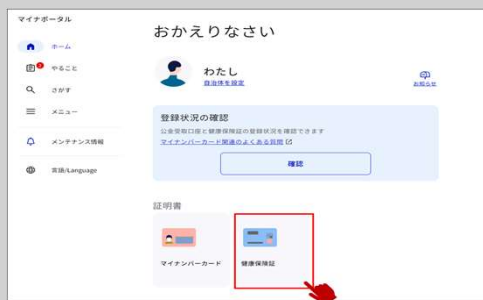 マイナポータル
ホーム
やること
さがす
メニュー
メンテナンス情報
言語/Language
おかえりなさい
わたし
自治体を設定
お知らせ
登録状況の確認
公金受取口座と健康保険証の登録状況を確認できます
マイナンバーカード関連のよくある質問
確認
証明書
マイナンバーカード
健康保険証